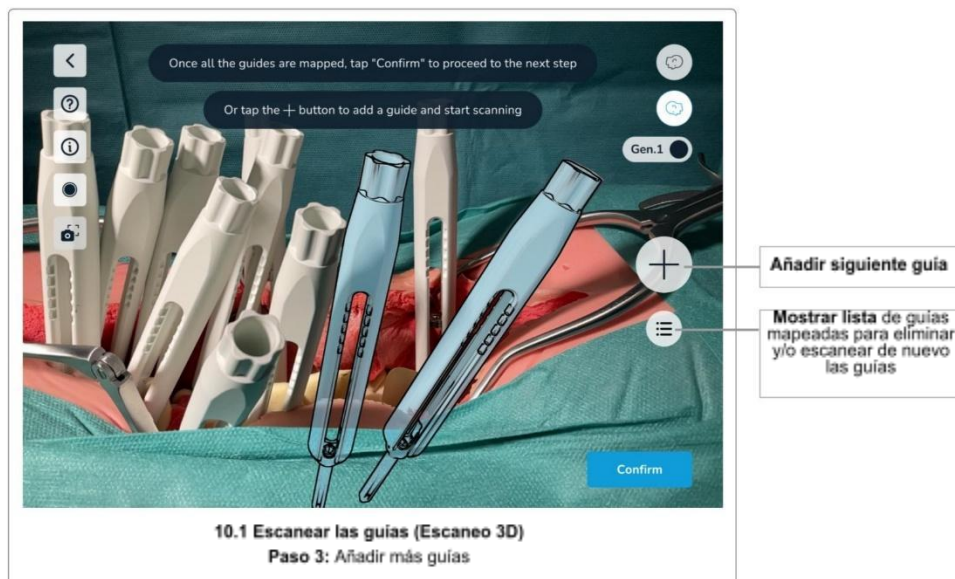 Once all the guides are mapped, tap "Confirm" to proceed to the next step
Or tap the + button to add a guide and start scanning
Gen.1
Añadir siguiente guía
Mostrar lista de guías
mapeadas para eliminar
y/o escanear de nuevo
las guías
Confirm
10.1 Escanear las guías (Escaneo 3D)
Paso 3: Añadir más guías